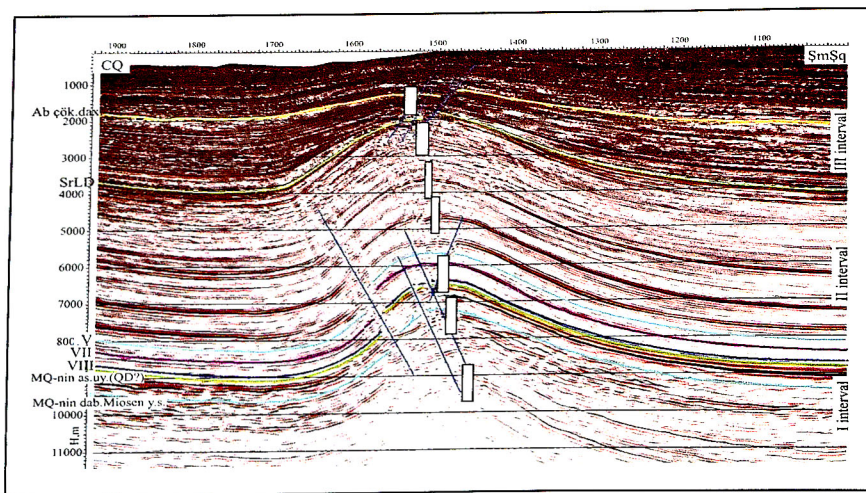 1900 1800 1700 1600 1500 1400 1300 1200 1100
CQ
ŞmŞq
1000
Ab çök.dax
2000
III interval
3000
SrLD
4000
5000
6000
II interval
7000
800. V
VII
VIII
MQ-nin as.uy.(QD?)
MQ-nin dab.Miosen y.s.
10000
I interval
H,m
11000